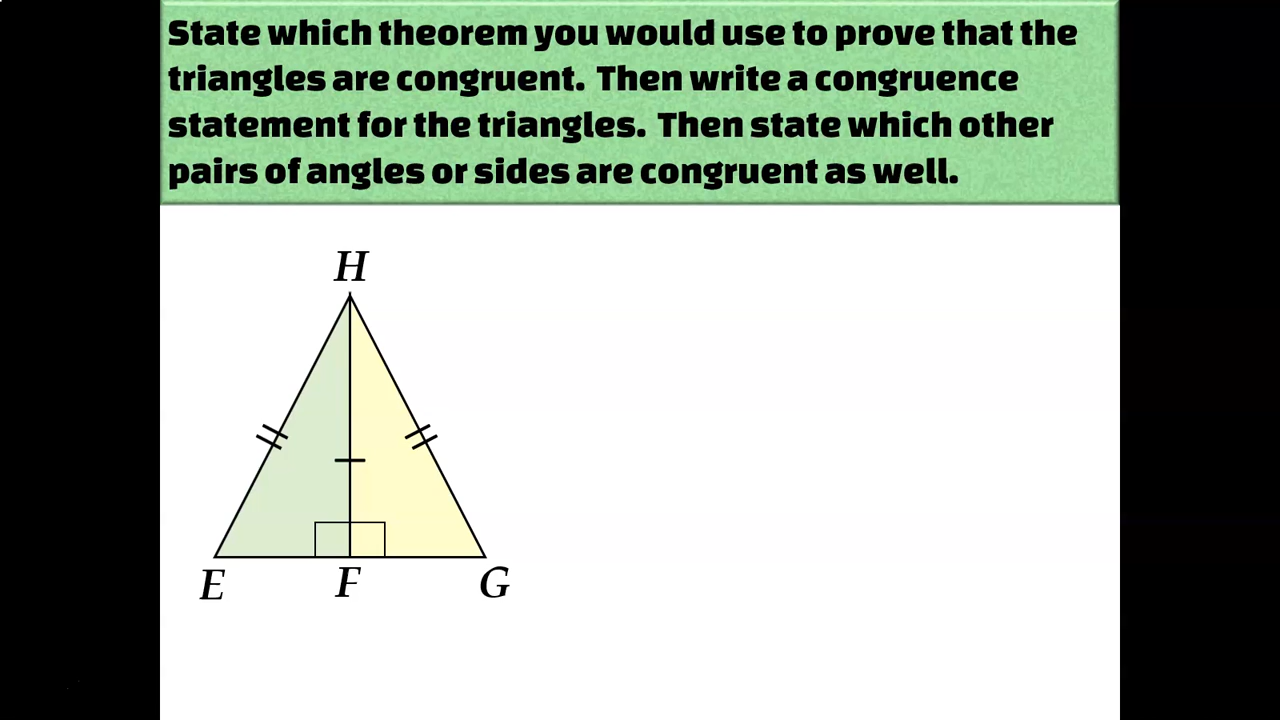 State which theorem you would use to prove that the
triangles are congruent.  Then write a congruence
statement for the triangles.  Then state which other
pairs of angles or sides are congruent as well.
H
E
F
G